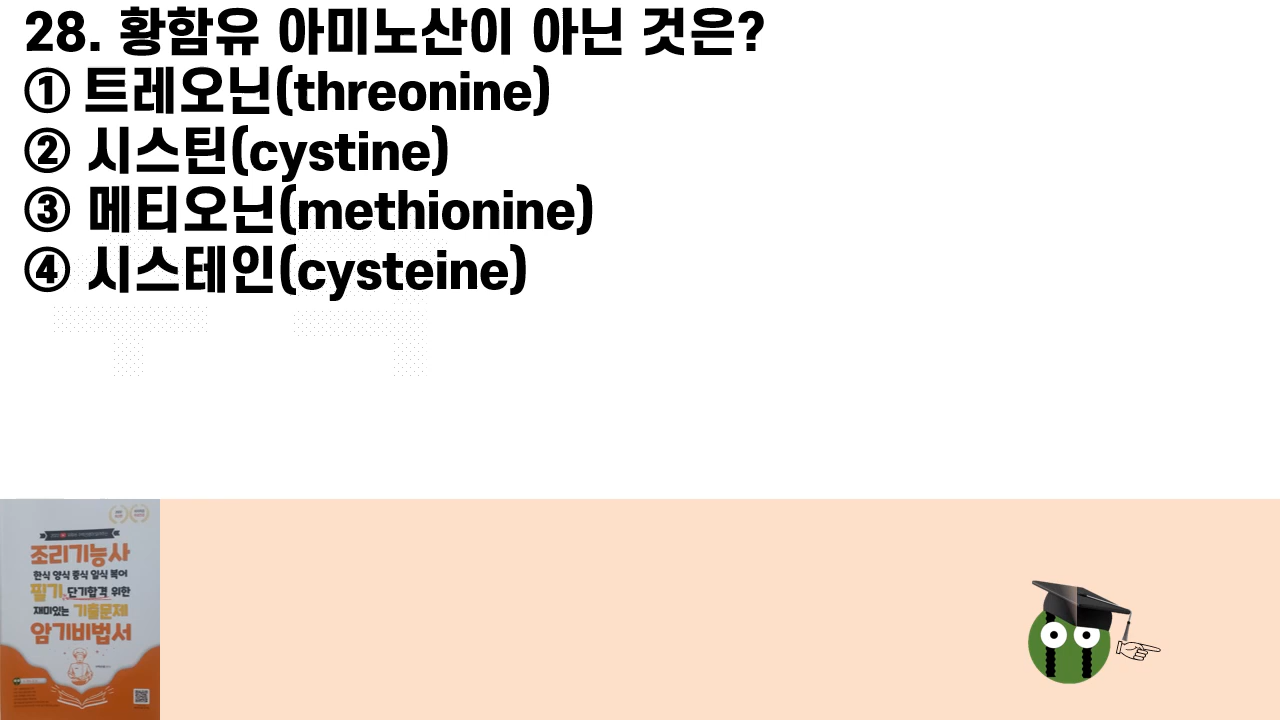 28. 황함유 아미노산이 아닌 것은?
① 트레오닌(threonine)
② 시스틴(cystine)
③ 메티오닌(methionine)
④ 시스테인(cysteine)
조리기능사
한식 양식 중식 일식 복어
필기 단기합격 위한
재미있는 기출문제
암기비법서